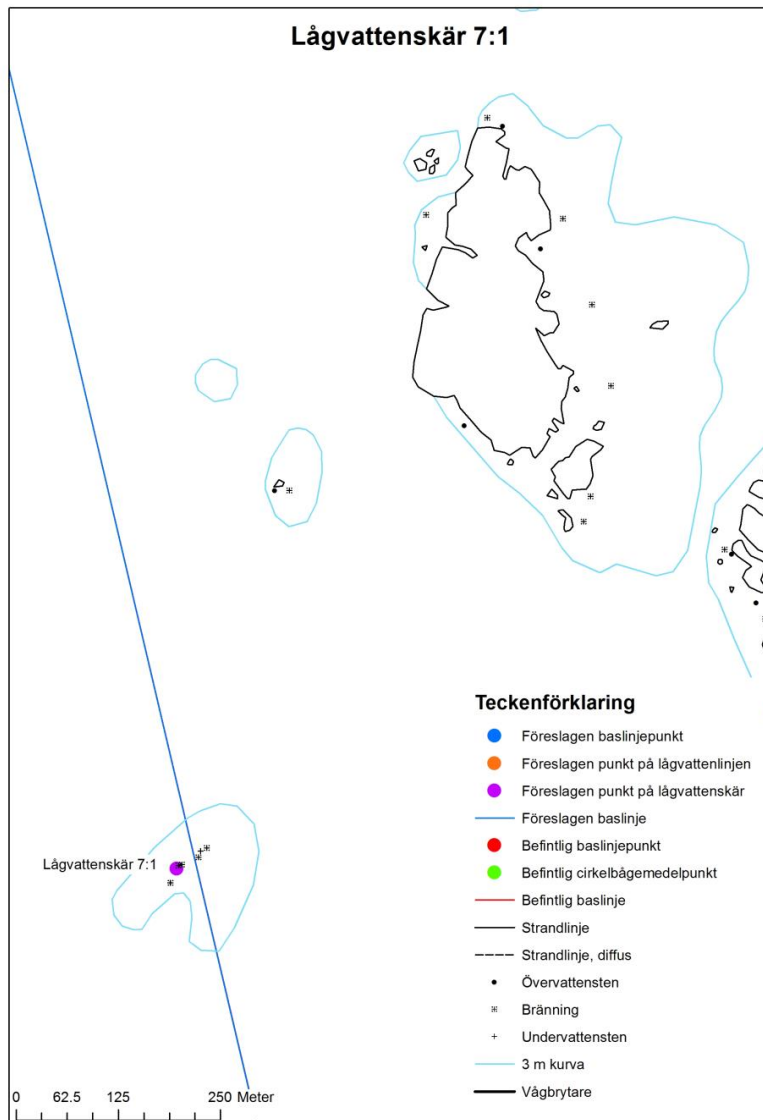 Lågvattenskär 7:1
Lågvattenskär 7:1
Teckenförklaring
Föreslagen baslinjepunkt
Föreslagen punkt på lågvattenlinjen
Föreslagen punkt på lågvattenskär
Föreslagen baslinje
Befintlig baslinjepunkt
Befintlig cirkelbågemedelpunkt
Befintlig baslinje
Strandlinje
Strandlinje, diffus
Övervattensten
Bränning
Undervattensten
3 m kurva
Vågbrytare
0 62.5 125 250 Meter